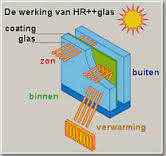 De werking van HR++glas
coating
glas
zon
buiten
binnen
verwarming